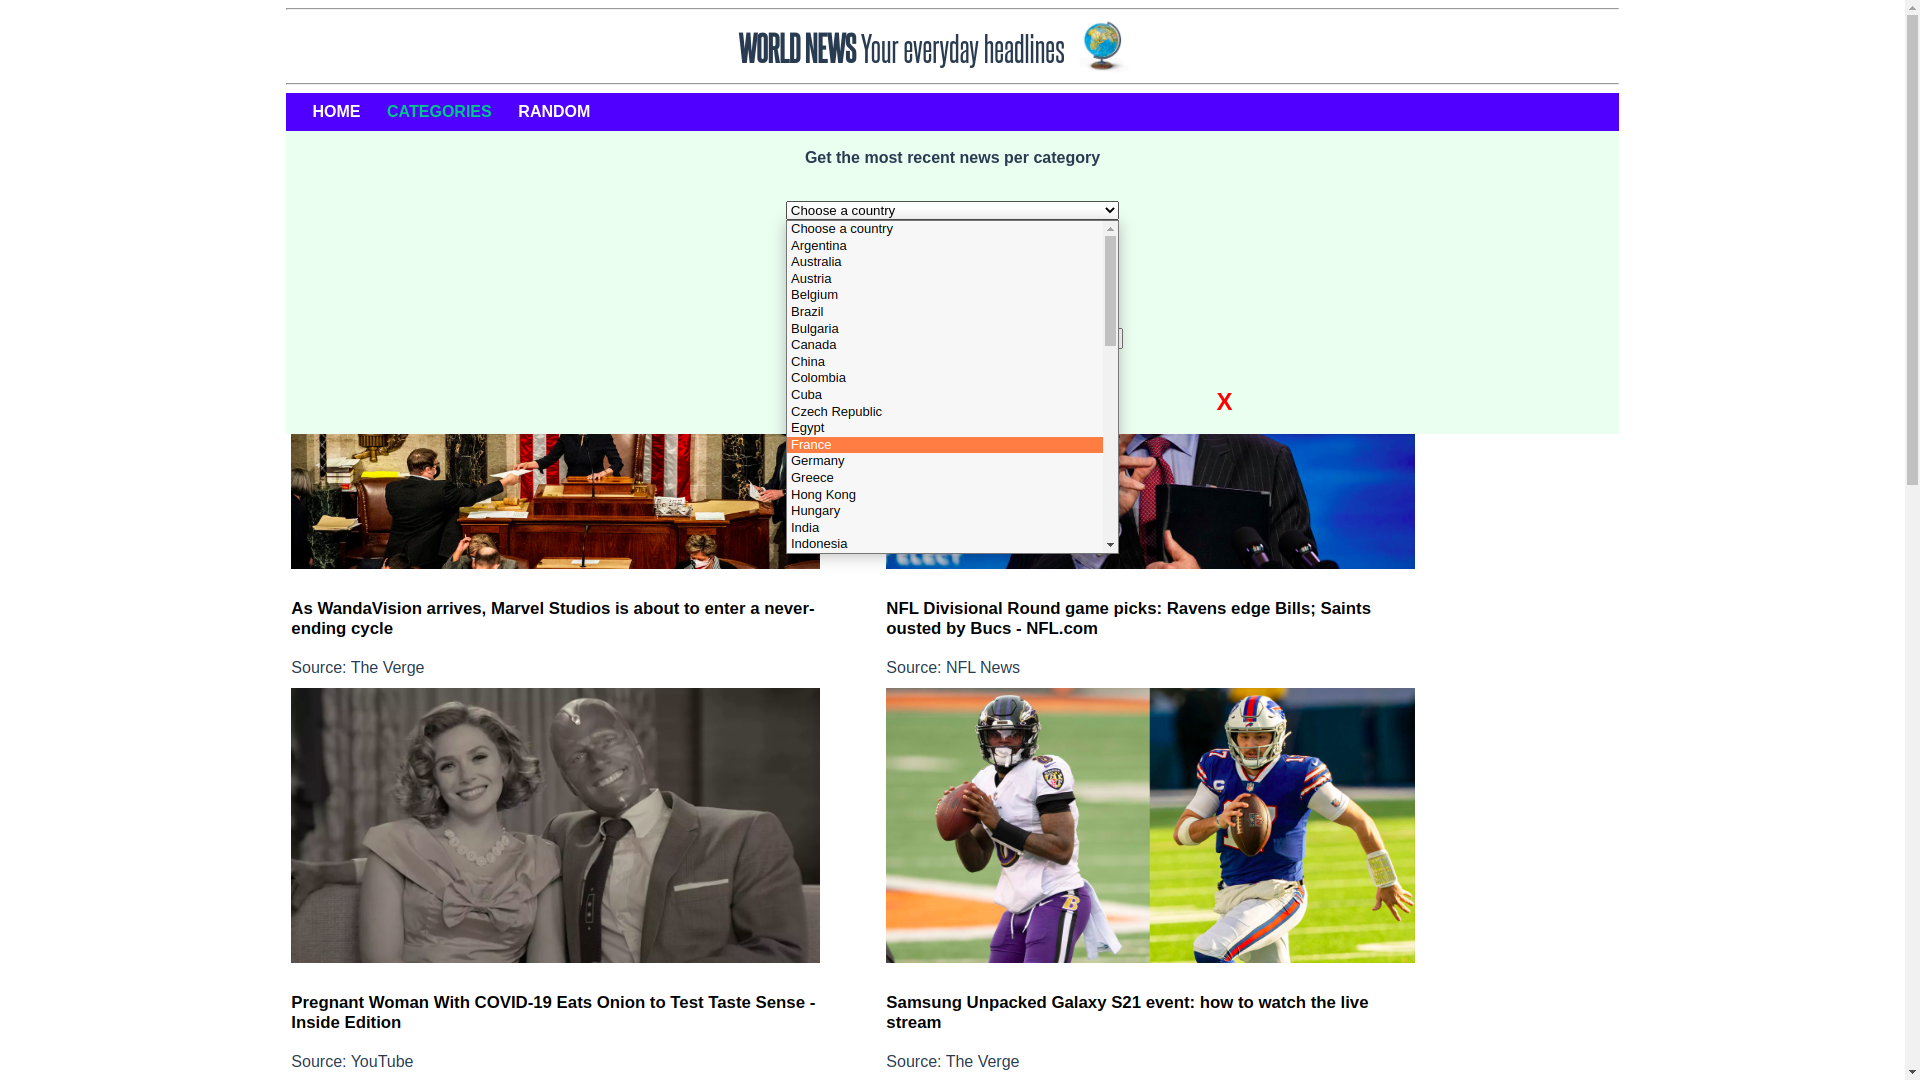 WORLD NEWS Your everyday headlines
HOME CATEGORIES RANDOM
Get the most recent news per category
Choose a country
Choose a country
Argentina
Australia
Austria
Belgium
Brazil
Bulgaria
Canada
China
Colombia
Cuba
Czech Republic
Egypt
France
Germany
Greece
Hong Kong
Hungary
India
Indonesia
X
ELECT
As WandaVision arrives, Marvel Studios is about to enter a never-
ending cycle
Source: The Verge
NFL Divisional Round game picks: Ravens edge Bills; Saints
ousted by Bucs - NFL.com
Source: NFL News
17
C
B
Pregnant Woman With COVID-19 Eats Onion to Test Taste Sense -
Inside Edition
Source: YouTube
Samsung Unpacked Galaxy S21 event: how to watch the live
stream
Source: The Verge